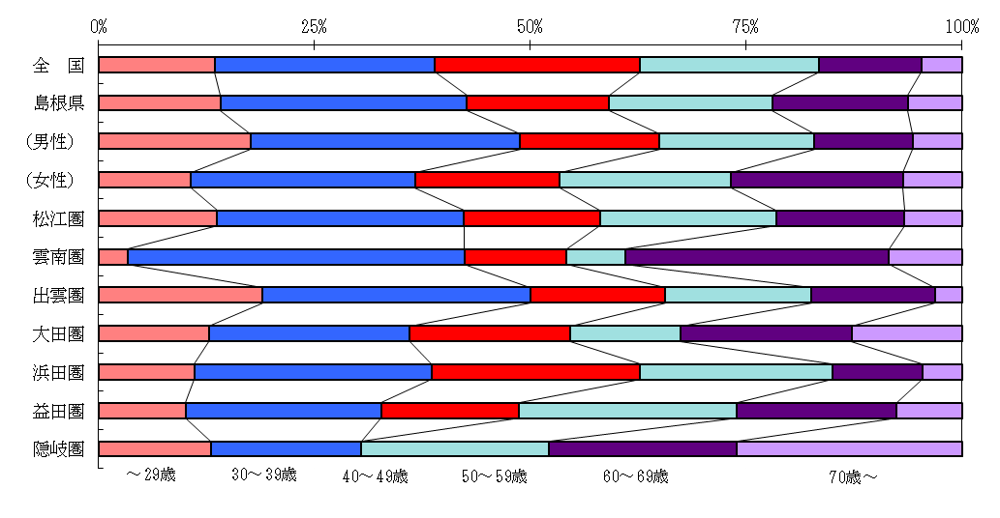 0% 25% 50% 75% 100%
全　国
島根県
(男性)
(女性)
松江圏
雲南圏
出雲圏
大田圏
浜田圏
益田圏
隠岐圏
～29歳 30～39歳 40～49歳 50～59歳 60～69歳 70歳～